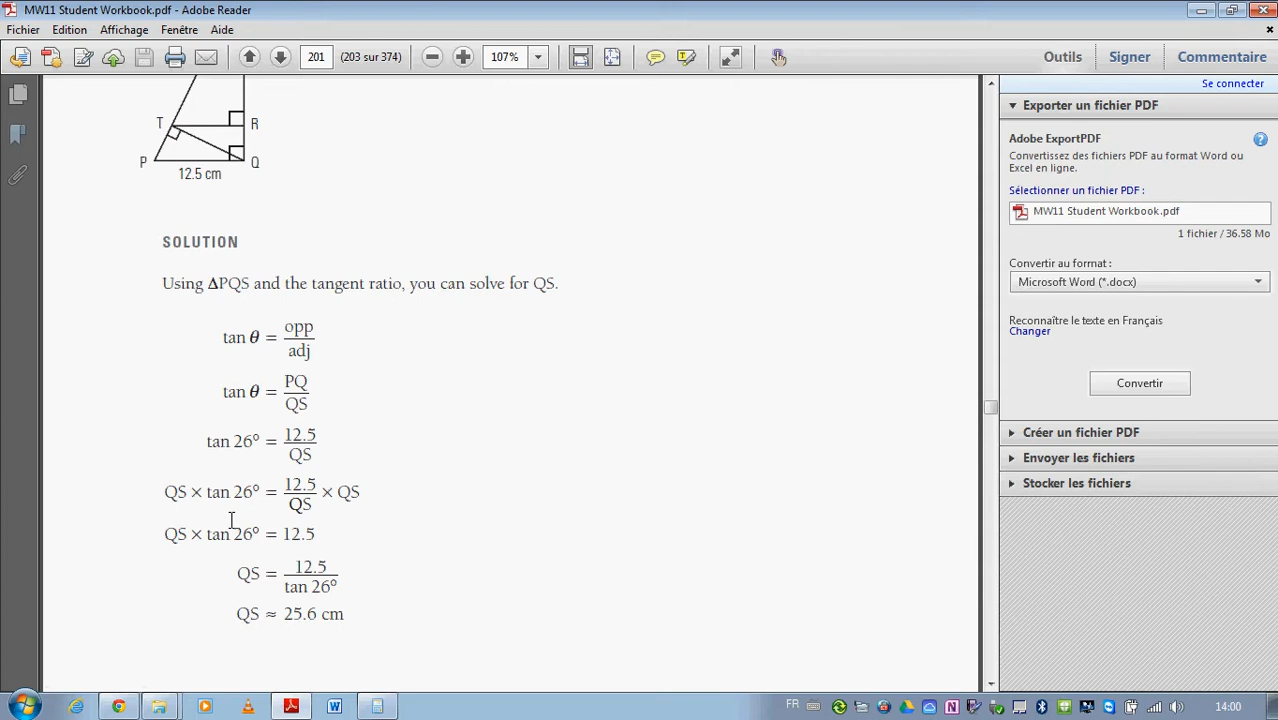 MW11 Student Workbook.pdf - Adobe Reader
Fichier Edition Affichage Fenêtre Aide
201 (203 sur 374) 107% Outils Signer Commentaire
Se connecter
T R
P Q
12.5 cm
SOLUTION
Using ΔPQS and the tangent ratio, you can solve for QS.
tan θ = opp/adj
tan θ = PQ/QS
tan 26° = 12.5/QS
QS × tan 26° = 12.5/QS × QS
QS × tan 26° = 12.5
QS = 12.5/tan 26°
QS ≈ 25.6 cm
Exporter un fichier PDF
Adobe ExportPDF
Convertissez des fichiers PDF au format Word ou
Excel en ligne.
Sélectionner un fichier PDF :
MW11 Student Workbook.pdf
1 fichier / 36.58 Mo
Convertir au format :
Microsoft Word (*.docx)
Reconnaître le texte en Français
Changer
Convertir
Créer un fichier PDF
Envoyer les fichiers
Stocker les fichiers
FR 14:00